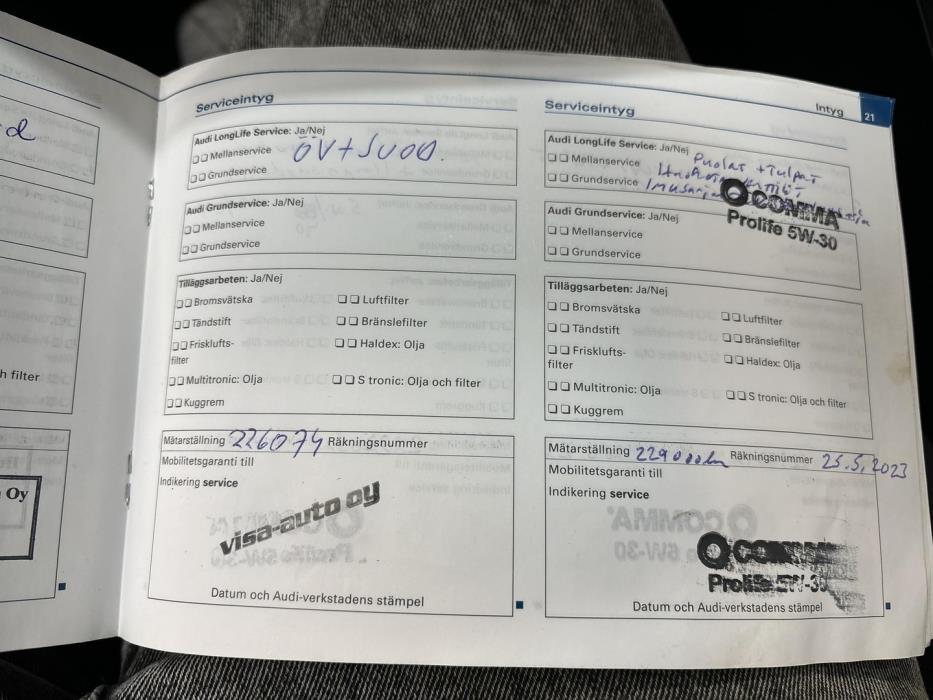 d
h filter
Oy
Serviceintyg
Audi LongLife Service: Ja/Nej
Mellanservice
ÖV+SUOD.
Grundservice
Audi Grundservice: Ja/Nej
Mellanservice
Grundservice
Tilläggsarbeten: Ja/Nej
Bromsvätska Luftfilter
Tändstift Bränslefilter
Frisklufts- Haldex: Olja
filter
Multitronic: Olja S tronic: Olja och filter
Kuggrem
Mätarställning 226074 Räkningsnummer
Mobilitetsgaranti till
Indikering service
visa-auto oy
Datum och Audi-verkstadens stämpel
Serviceintyg
Intyg 21
Audi LongLife Service: Ja/Nej
Mellanservice Puolat + Tulpat
Grundservice
COMMA
Prolife 5W-30
Audi Grundservice: Ja/Nej
Mellanservice
Grundservice
Tilläggsarbeten: Ja/Nej
Bromsvätska Luftfilter
Tändstift Bränslefilter
Frisklufts- Haldex: Olja
filter
Multitronic: Olja S tronic: Olja och filter
Kuggrem
Mätarställning 229000km Räkningsnummer 25.5.2023
Mobilitetsgaranti till
Indikering service
COMMA
Prolife 5W-30
Datum och Audi-verkstadens stämpel